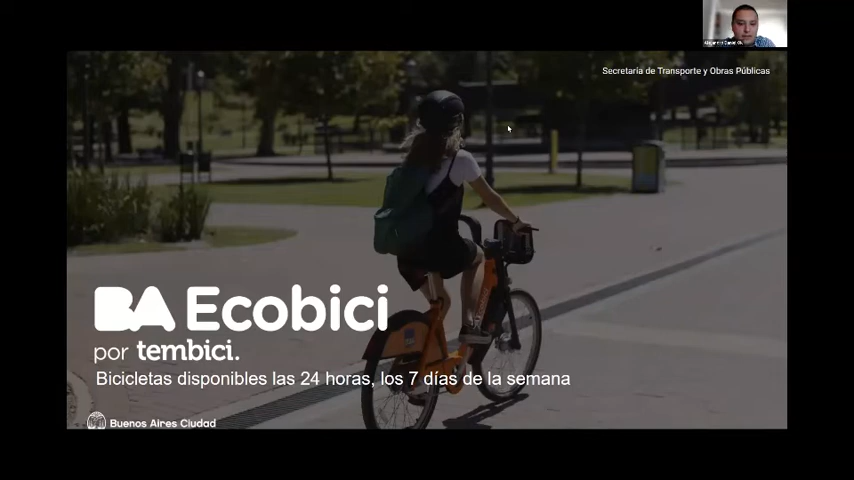 Secretaría de Transporte y Obras Públicas
BA Ecobici
por tembici.
Bicicletas disponibles las 24 horas, los 7 días de la semana
Buenos Aires Ciudad